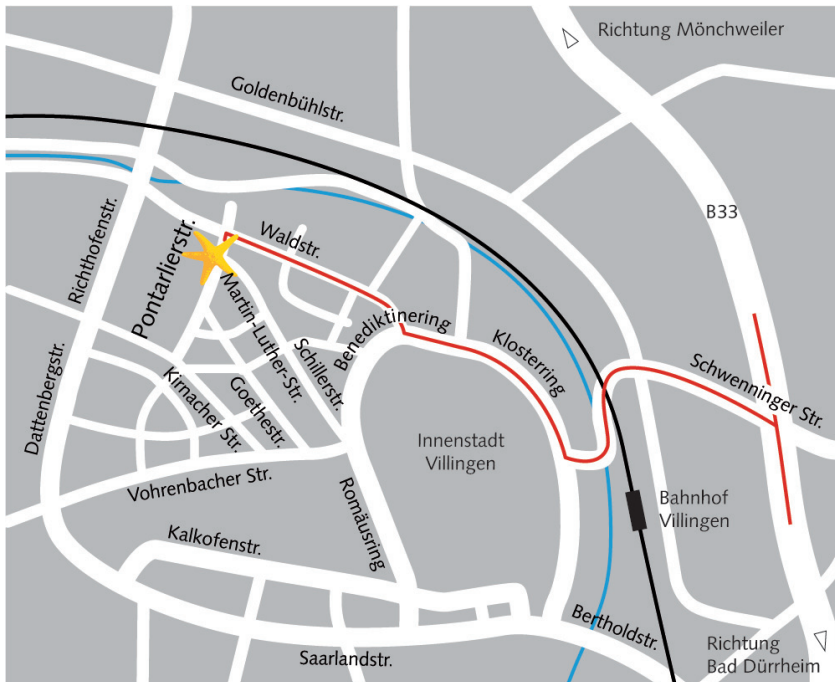 Richtung Mönchweiler
Goldenbühlstr.
B33
Richthofenstr.
Pontarlierstr.
Waldstr.
Martin-Luther-Str.
Schillerstr.
Benediktinering
Klosterring
Schwenninger Str.
Dattenbergstr.
Kirnacher Str.
Goethestr.
Innenstadt
Villingen
Vohrenbacher Str.
Romäusring
Bahnhof
Villingen
Kalkofenstr.
Bertholdstr.
Saarlandstr.
Richtung
Bad Dürrheim